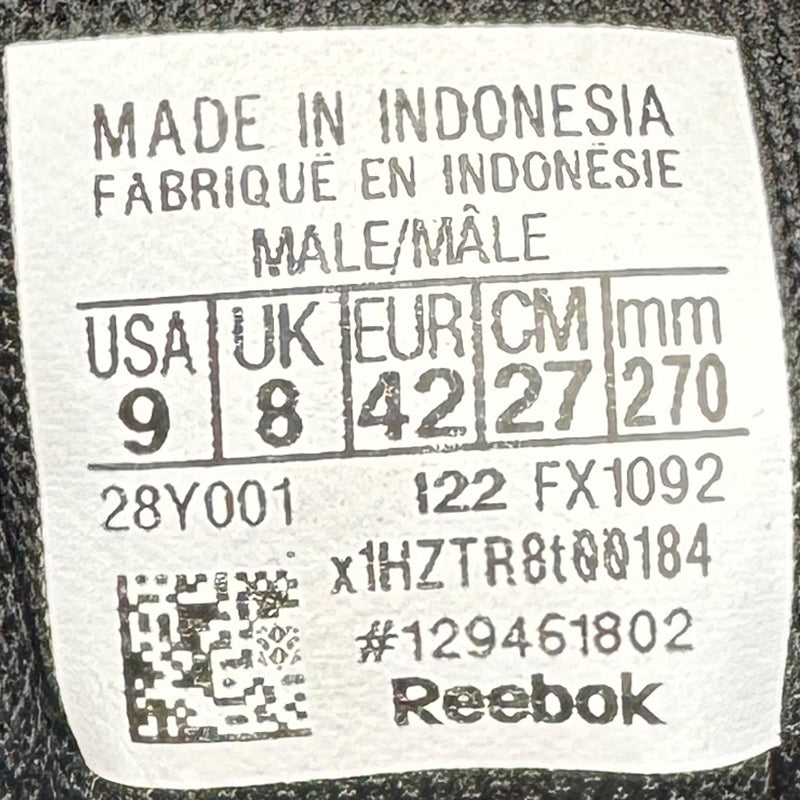 MADE IN INDONESIA
FABRIQUÉ EN INDONÉSIE
MALE/MÂLE
USA UK EUR CM mm
9 8 42 27 270
28Y001 122 FX1092
x1HZTR8t00184
#129461802
Reebok